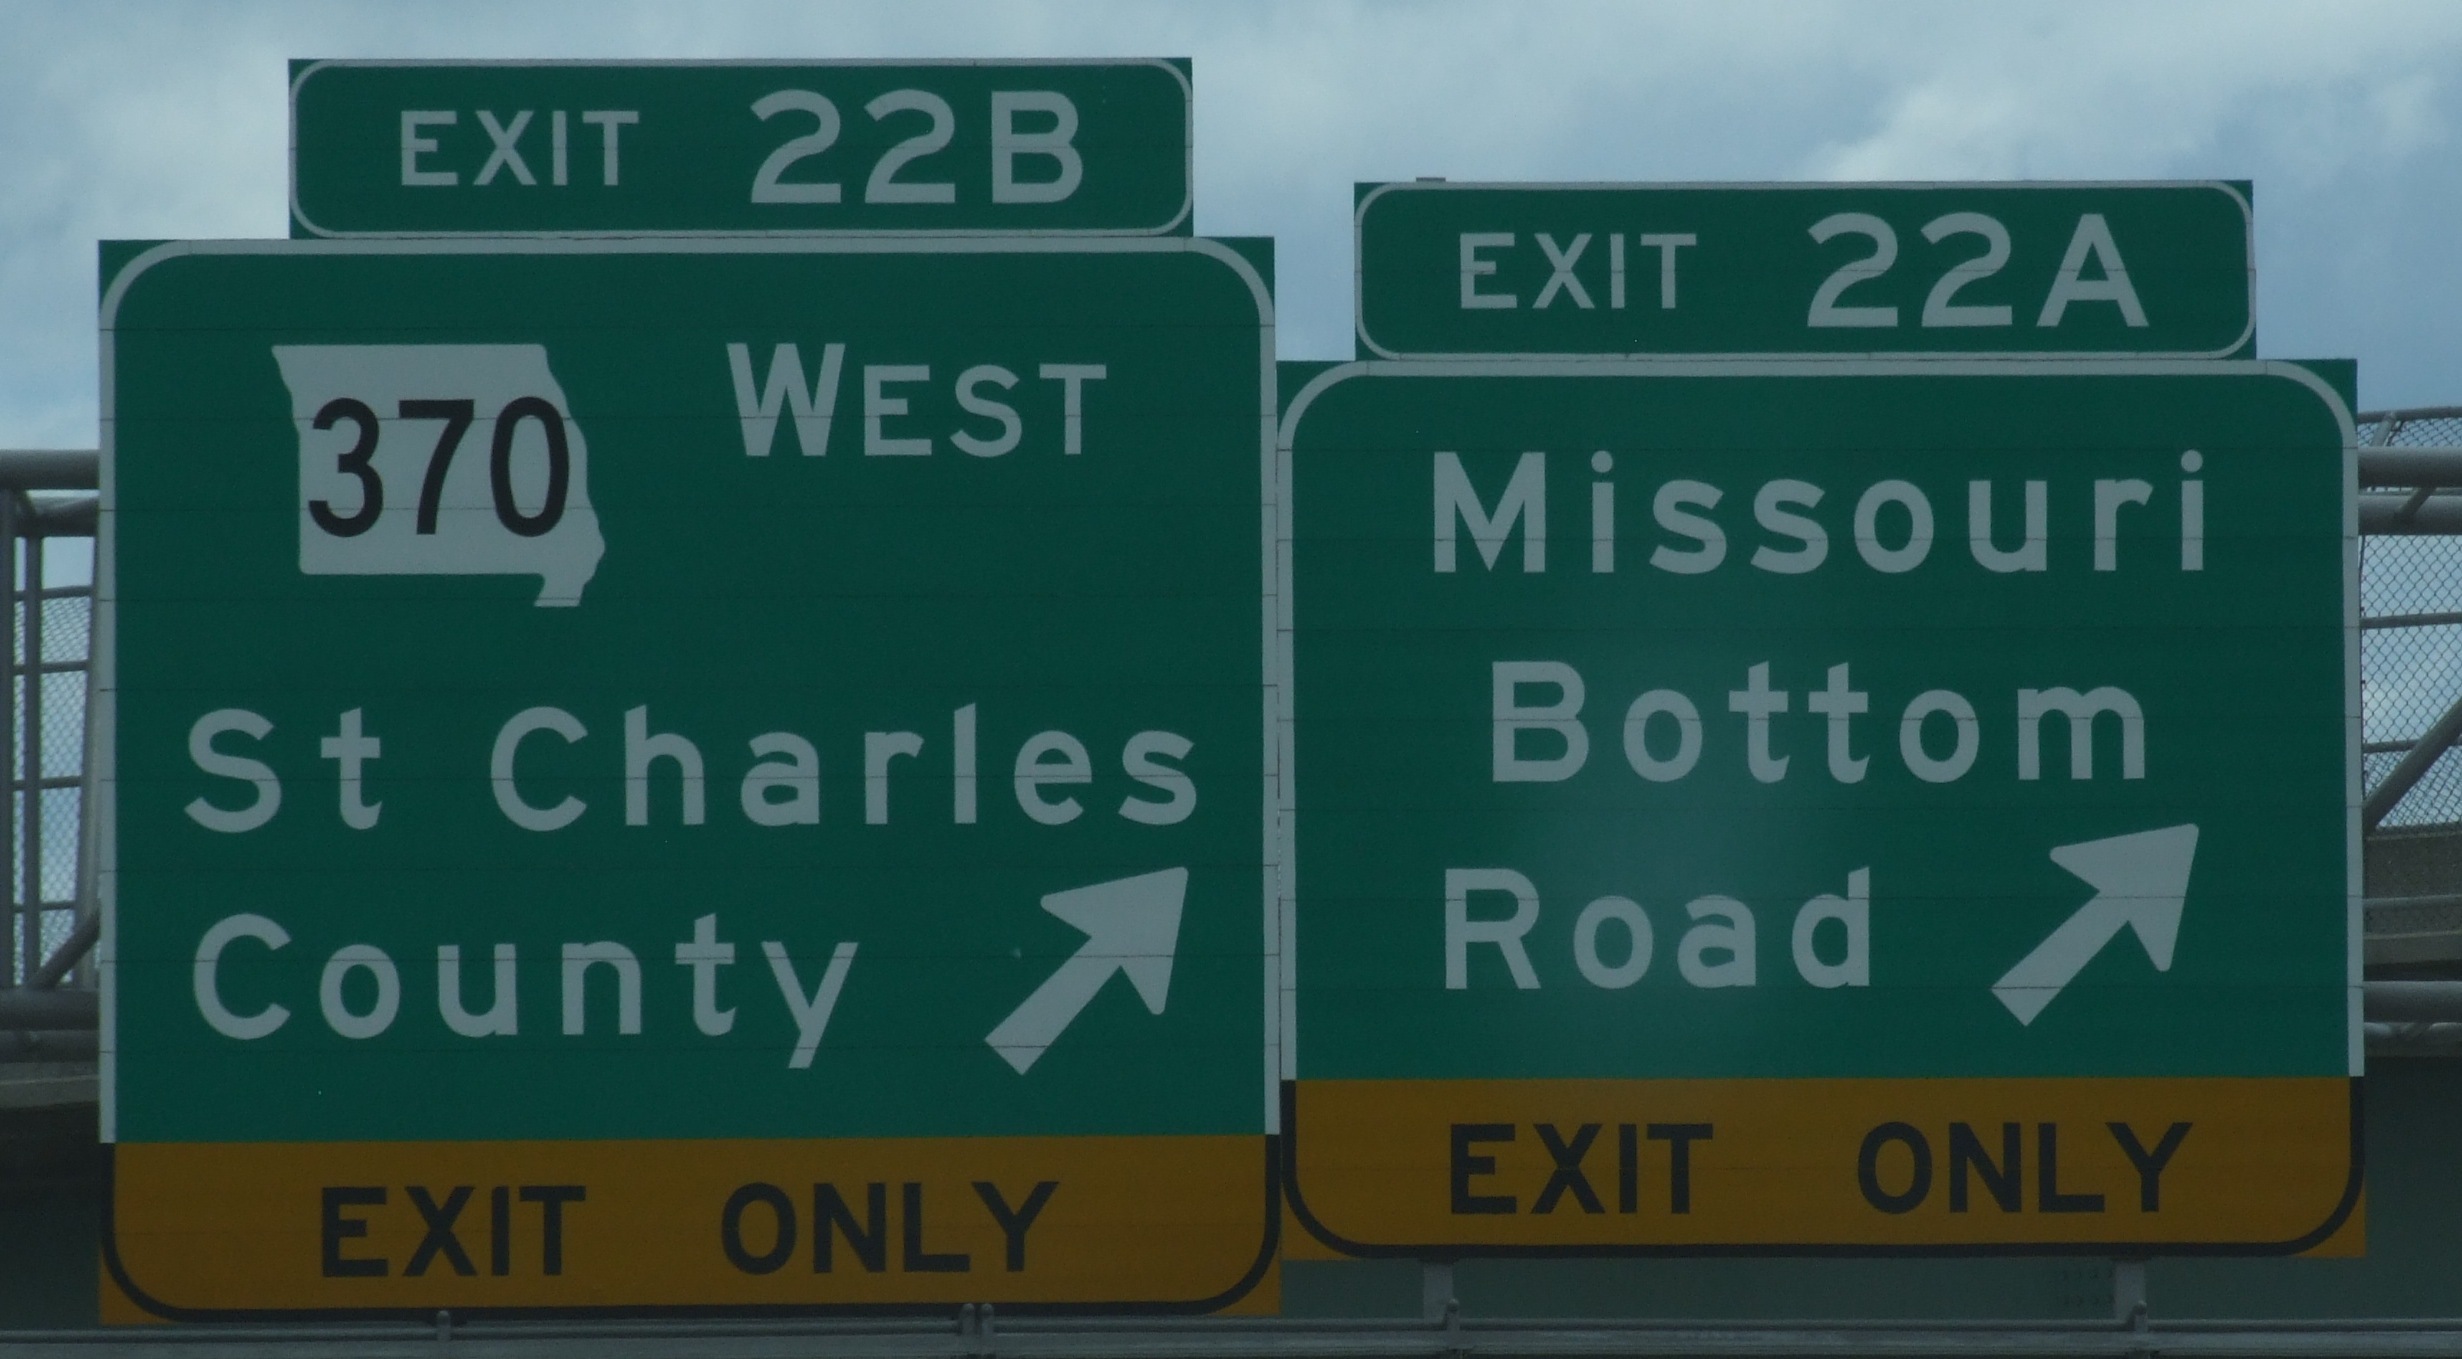 EXIT 22B
370 WEST
St Charles
County
EXIT ONLY
EXIT 22A
Missouri
Bottom
Road
EXIT ONLY